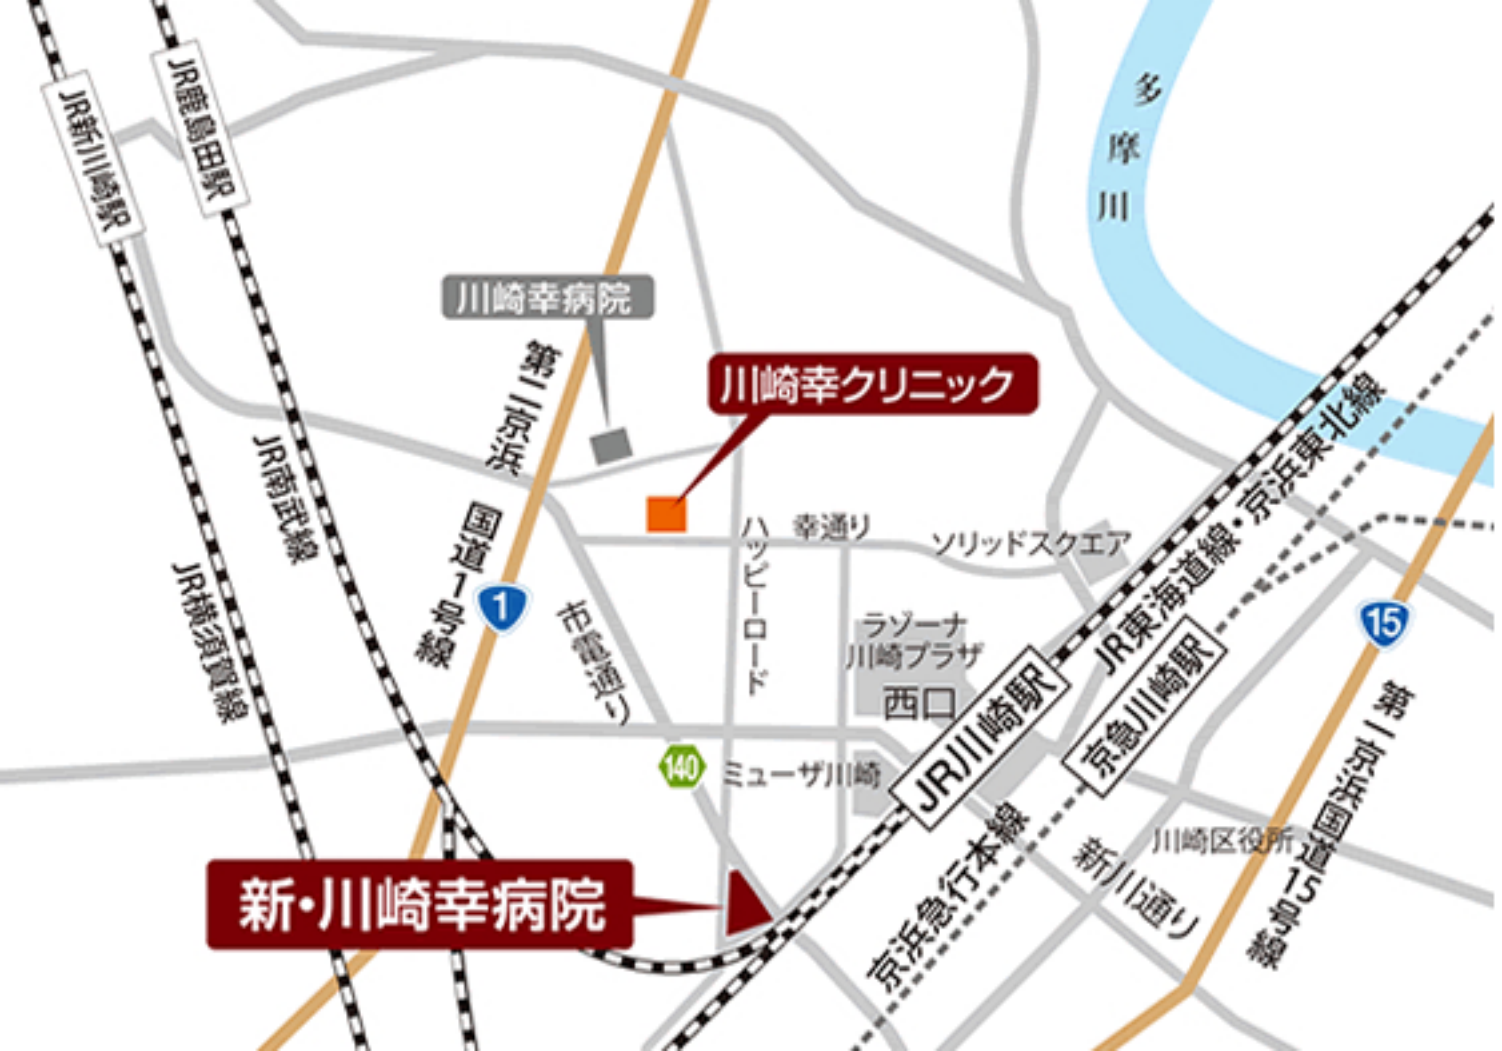 JR新川崎駅
JR鹿島田駅
多摩川
川崎幸病院
第二京浜
川崎幸クリニック
国道1号線
1
JR南武線
JR横須賀線
幸通り
ハッピーロード
ソリッドスクエア
JR東海道線・京浜東北線
市電通り
ラゾーナ
川崎プラザ
西口
15
JR川崎駅
京急川崎駅
第一京浜国道15号線
140
ミューザ川崎
川崎区役所
新川通り
京浜急行本線
新・川崎幸病院